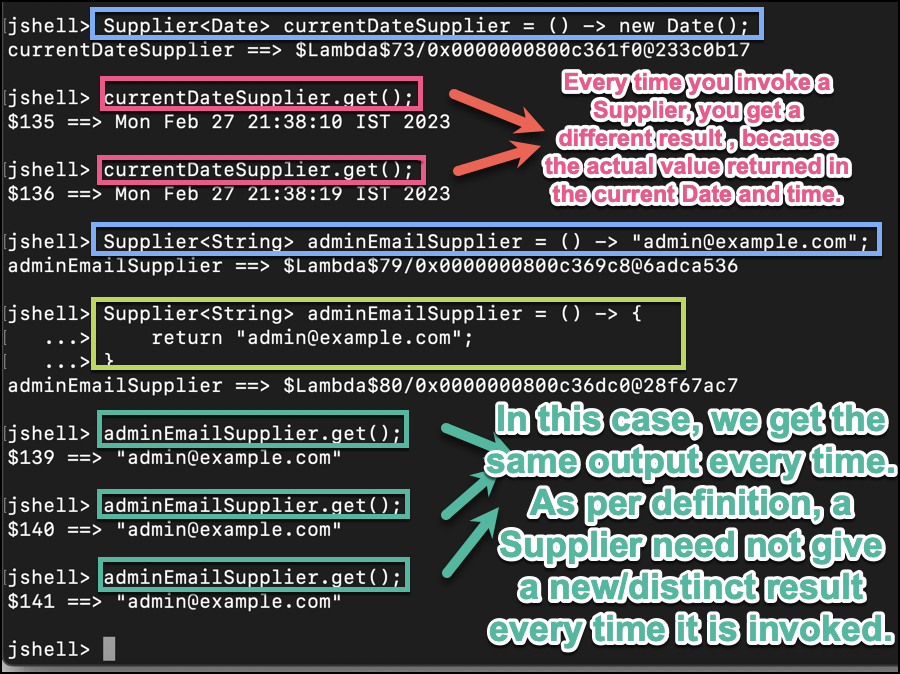 jshell> Supplier<Date> currentDateSupplier = () -> new Date();
currentDateSupplier ==> $Lambda$73/0x0000000800c361f0@233c0b17
jshell> currentDateSupplier.get();
$135 ==> Mon Feb 27 21:38:10 IST 2023
jshell> currentDateSupplier.get();
$136 ==> Mon Feb 27 21:38:19 IST 2023
Every time you invoke a
Supplier, you get a
different result , because
the actual value returned in
the current Date and time.
jshell> Supplier<String> adminEmailSupplier = () -> "admin@example.com";
adminEmailSupplier ==> $Lambda$79/0x0000000800c369c8@6adca536
jshell> Supplier<String> adminEmailSupplier = () -> {
...> return "admin@example.com";
...> }
adminEmailSupplier ==> $Lambda$80/0x0000000800c36dc0@28f67ac7
jshell> adminEmailSupplier.get();
$139 ==> "admin@example.com"
jshell> adminEmailSupplier.get();
$140 ==> "admin@example.com"
jshell> adminEmailSupplier.get();
$141 ==> "admin@example.com"
jshell>
In this case, we get the
same output every time.
As per definition, a
Supplier need not give
a new/distinct result
every time it is invoked.